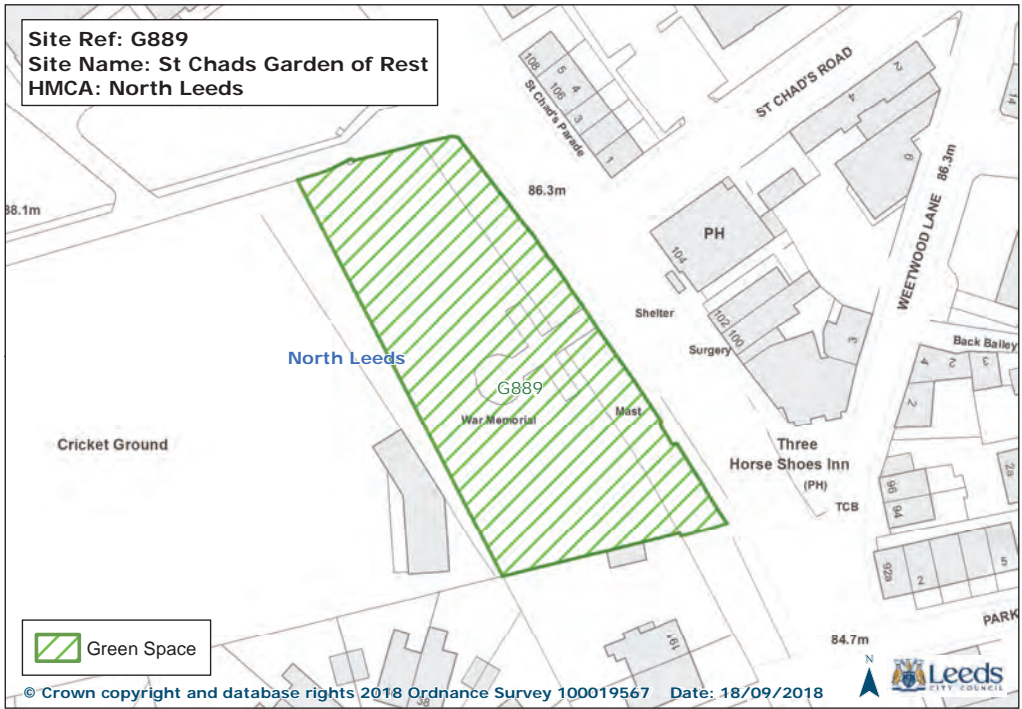 Site Ref: G889
Site Name: St Chads Garden of Rest
HMCA: North Leeds
108
5
106
4
3
1
St Chad's Parade
ST CHAD'S ROAD
2
4
6
14
WEETWOOD LANE 86.3m
86.3m
38.1m
PH
104
Shelter
102
100
Surgery
3
North Leeds
G889
War Memorial
Mast
Cricket Ground
Three
Horse Shoes Inn
(PH)
TCB
Back Bailey
4
2
3
2
96
94
2a
92a
2
5
PARK
84.7m
197
38
Green Space
N
Leeds
CITY COUNCIL
© Crown copyright and database rights 2018 Ordnance Survey 100019567 Date: 18/09/2018